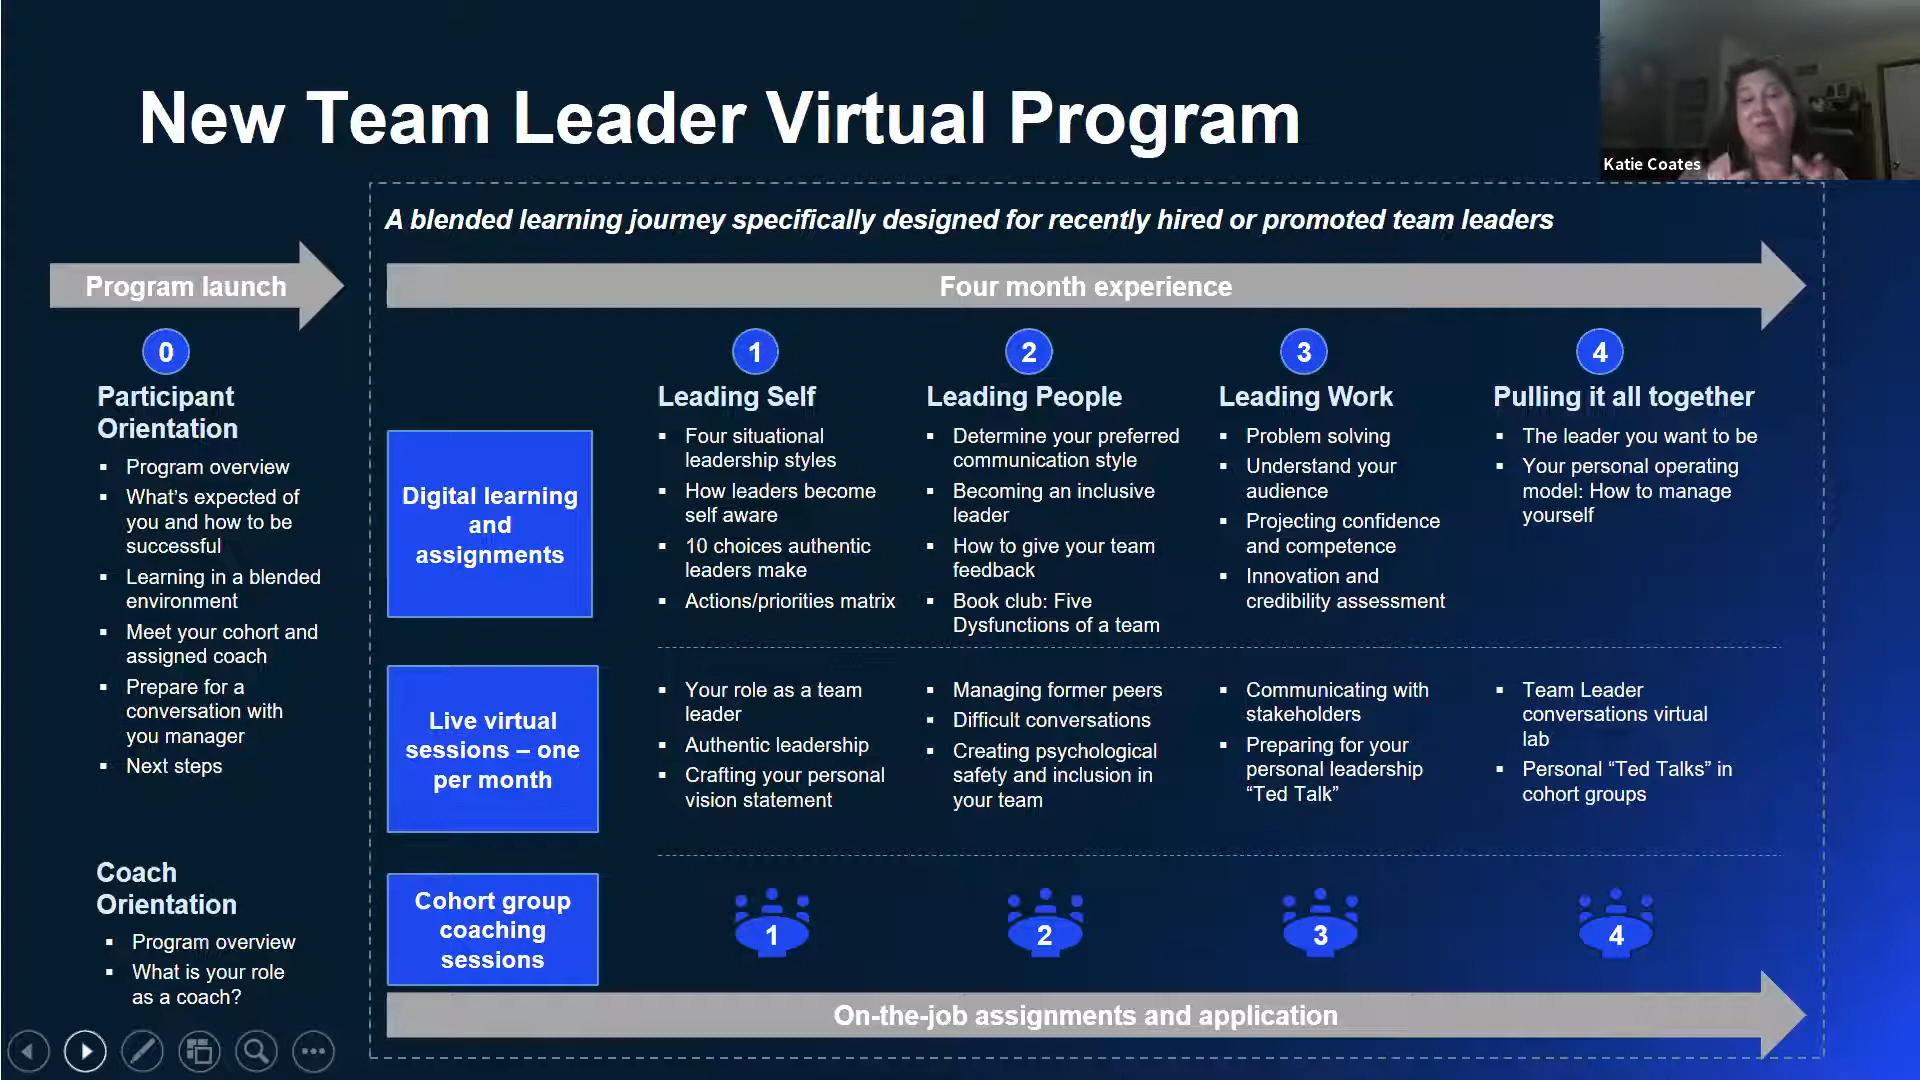 New Team Leader Virtual Program
Katie Coates
A blended learning journey specifically designed for recently hired or promoted team leaders
Program launch
Four month experience
0
Participant
Orientation
Program overview
What's expected of
you and how to be
successful
Learning in a blended
environment
Meet your cohort and
assigned coach
Prepare for a
conversation with
you manager
Next steps
Coach
Orientation
Program overview
What is your role
as a coach?
1
Leading Self
2
Leading People
3
Leading Work
4
Pulling it all together
Digital learning
and
assignments
Four situational
leadership styles
How leaders become
self aware
10 choices authentic
leaders make
Actions/priorities matrix
Determine your preferred
communication style
Becoming an inclusive
leader
How to give your team
feedback
Book club: Five
Dysfunctions of a team
Problem solving
Understand your
audience
Projecting confidence
and competence
Innovation and
credibility assessment
The leader you want to be
Your personal operating
model: How to manage
yourself
Live virtual
sessions – one
per month
Your role as a team
leader
Authentic leadership
Crafting your personal
vision statement
Managing former peers
Difficult conversations
Creating psychological
safety and inclusion in
your team
Communicating with
stakeholders
Preparing for your
personal leadership
“Ted Talk”
Team Leader
conversations virtual
lab
Personal “Ted Talks” in
cohort groups
Cohort group
coaching
sessions
1
2
3
4
On-the-job assignments and application